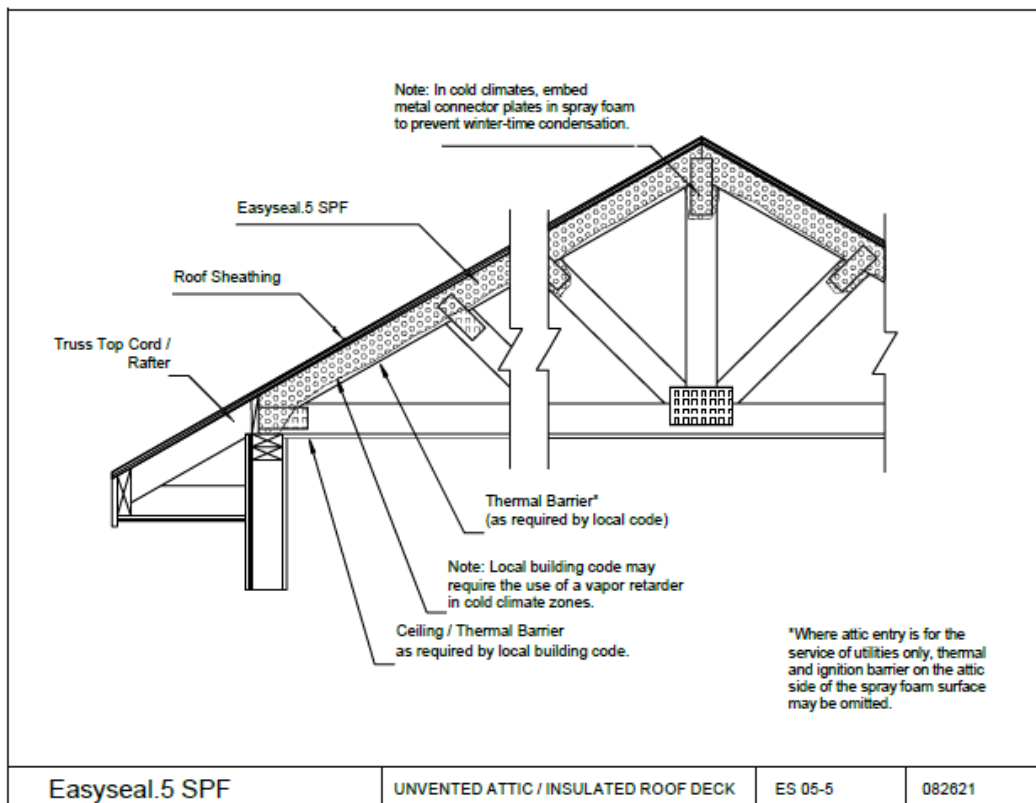 Note: In cold climates, embed
metal connector plates in spray foam
to prevent winter-time condensation.
Easyseal.5 SPF
Roof Sheathing
Truss Top Cord /
Rafter
Thermal Barrier*
(as required by local code)
Note: Local building code may
require the use of a vapor retarder
in cold climate zones.
Ceiling / Thermal Barrier
as required by local building code.
*Where attic entry is for the
service of utilities only, thermal
and ignition barrier on the attic
side of the spray foam surface
may be omitted.
Easyseal.5 SPF
UNVENTED ATTIC / INSULATED ROOF DECK
ES 05-5
082621